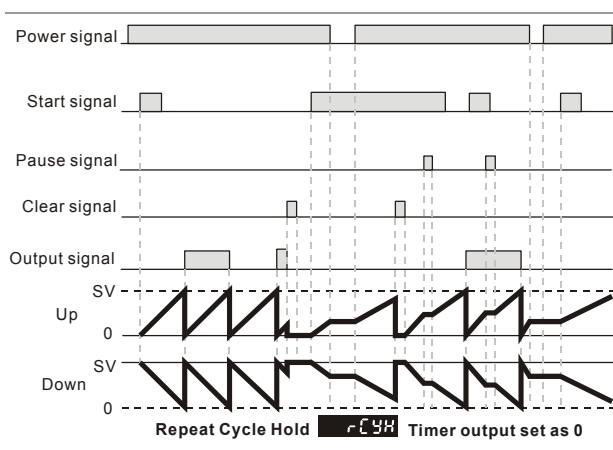 Power signal
Start signal
Pause signal
Clear signal
Output signal
SV
Up
0
SV
Down
0
Repeat Cycle Hold rCYH Timer output set as 0